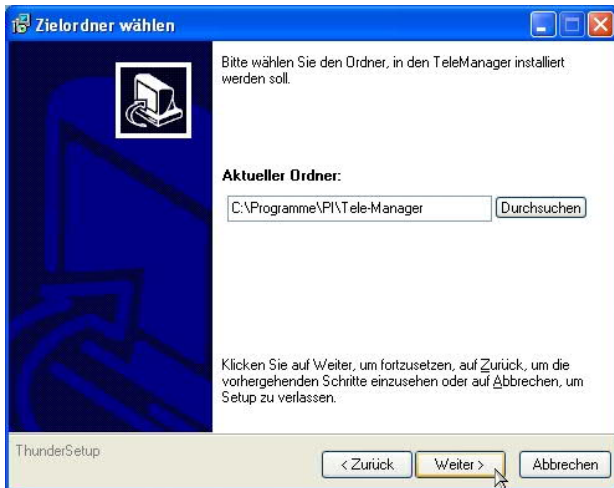 Zielordner wählen
Bitte wählen Sie den Ordner, in den TeleManager installiert
werden soll.
Aktueller Ordner:
C:\Programme\PI\Tele-Manager
Durchsuchen
Klicken Sie auf Weiter, um fortzusetzen, auf Zurück, um die
vorhergehenden Schritte einzusehen oder auf Abbrechen, um
Setup zu verlassen.
ThunderSetup
< Zurück
Weiter >
Abbrechen